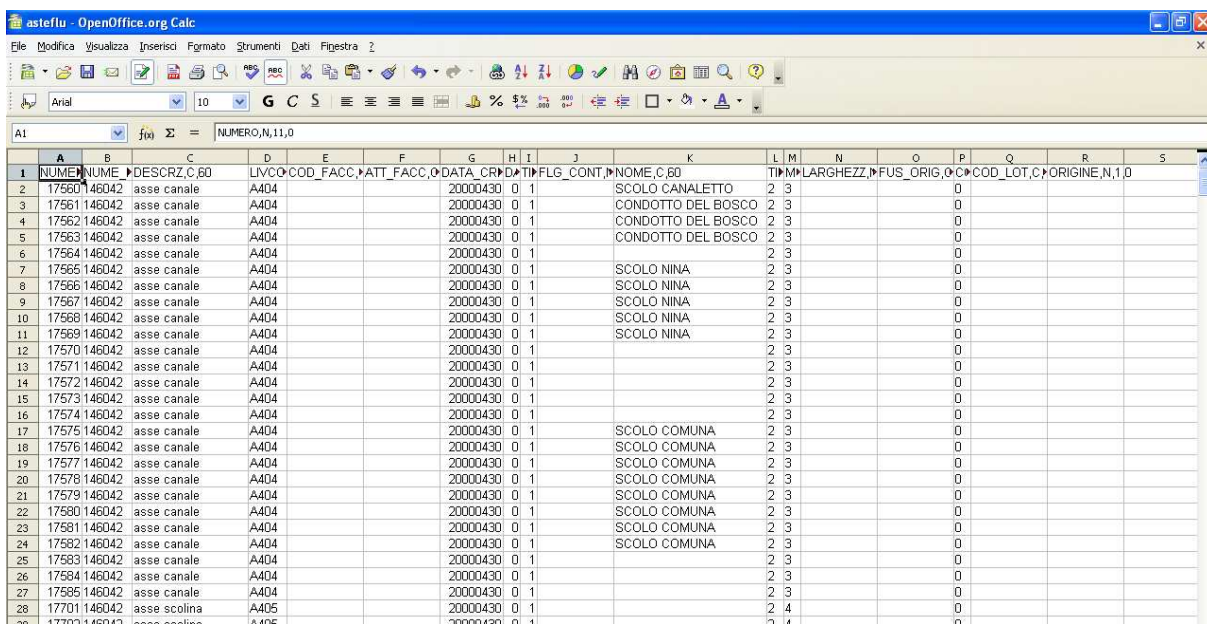 asteflu - OpenOffice.org Calc
File Modifica Visualizza Inserisci Formato Strumenti Dati Finestra ?
Arial 10 G C S
A1 f(x) Σ = NUMERO,N,11,0
A B C D E F G H I J K L M N O P Q R S
1 NUME NUME_ DESCRZ,C,60 LIVCO COD_FACC, ATT_FACC,C DATA_CR DA TI FLG_CONT, NOME,C,60 TI M LARGHEZZ, FUS_ORIG, C COD_LOT,C ORIGINE,N,1,0
2 17560 146042 asse canale A404 20000430 0 1 SCOLO CANALETTO 2 3 0
3 17561 146042 asse canale A404 20000430 0 1 CONDOTTO DEL BOSCO 2 3 0
4 17562 146042 asse canale A404 20000430 0 1 CONDOTTO DEL BOSCO 2 3 0
5 17563 146042 asse canale A404 20000430 0 1 CONDOTTO DEL BOSCO 2 3 0
6 17564 146042 asse canale A404 20000430 0 1 2 3 0
7 17565 146042 asse canale A404 20000430 0 1 SCOLO NINA 2 3 0
8 17566 146042 asse canale A404 20000430 0 1 SCOLO NINA 2 3 0
9 17567 146042 asse canale A404 20000430 0 1 SCOLO NINA 2 3 0
10 17568 146042 asse canale A404 20000430 0 1 SCOLO NINA 2 3 0
11 17569 146042 asse canale A404 20000430 0 1 SCOLO NINA 2 3 0
12 17570 146042 asse canale A404 20000430 0 1 2 3 0
13 17571 146042 asse canale A404 20000430 0 1 2 3 0
14 17572 146042 asse canale A404 20000430 0 1 2 3 0
15 17573 146042 asse canale A404 20000430 0 1 2 3 0
16 17574 146042 asse canale A404 20000430 0 1 2 3 0
17 17575 146042 asse canale A404 20000430 0 1 SCOLO COMUNA 2 3 0
18 17576 146042 asse canale A404 20000430 0 1 SCOLO COMUNA 2 3 0
19 17577 146042 asse canale A404 20000430 0 1 SCOLO COMUNA 2 3 0
20 17578 146042 asse canale A404 20000430 0 1 SCOLO COMUNA 2 3 0
21 17579 146042 asse canale A404 20000430 0 1 SCOLO COMUNA 2 3 0
22 17580 146042 asse canale A404 20000430 0 1 SCOLO COMUNA 2 3 0
23 17581 146042 asse canale A404 20000430 0 1 SCOLO COMUNA 2 3 0
24 17582 146042 asse canale A404 20000430 0 1 SCOLO COMUNA 2 3 0
25 17583 146042 asse canale A404 20000430 0 1 2 3 0
26 17584 146042 asse canale A404 20000430 0 1 2 3 0
27 17585 146042 asse canale A404 20000430 0 1 2 3 0
28 17701 146042 asse scolina A405 20000430 0 1 2 4 0